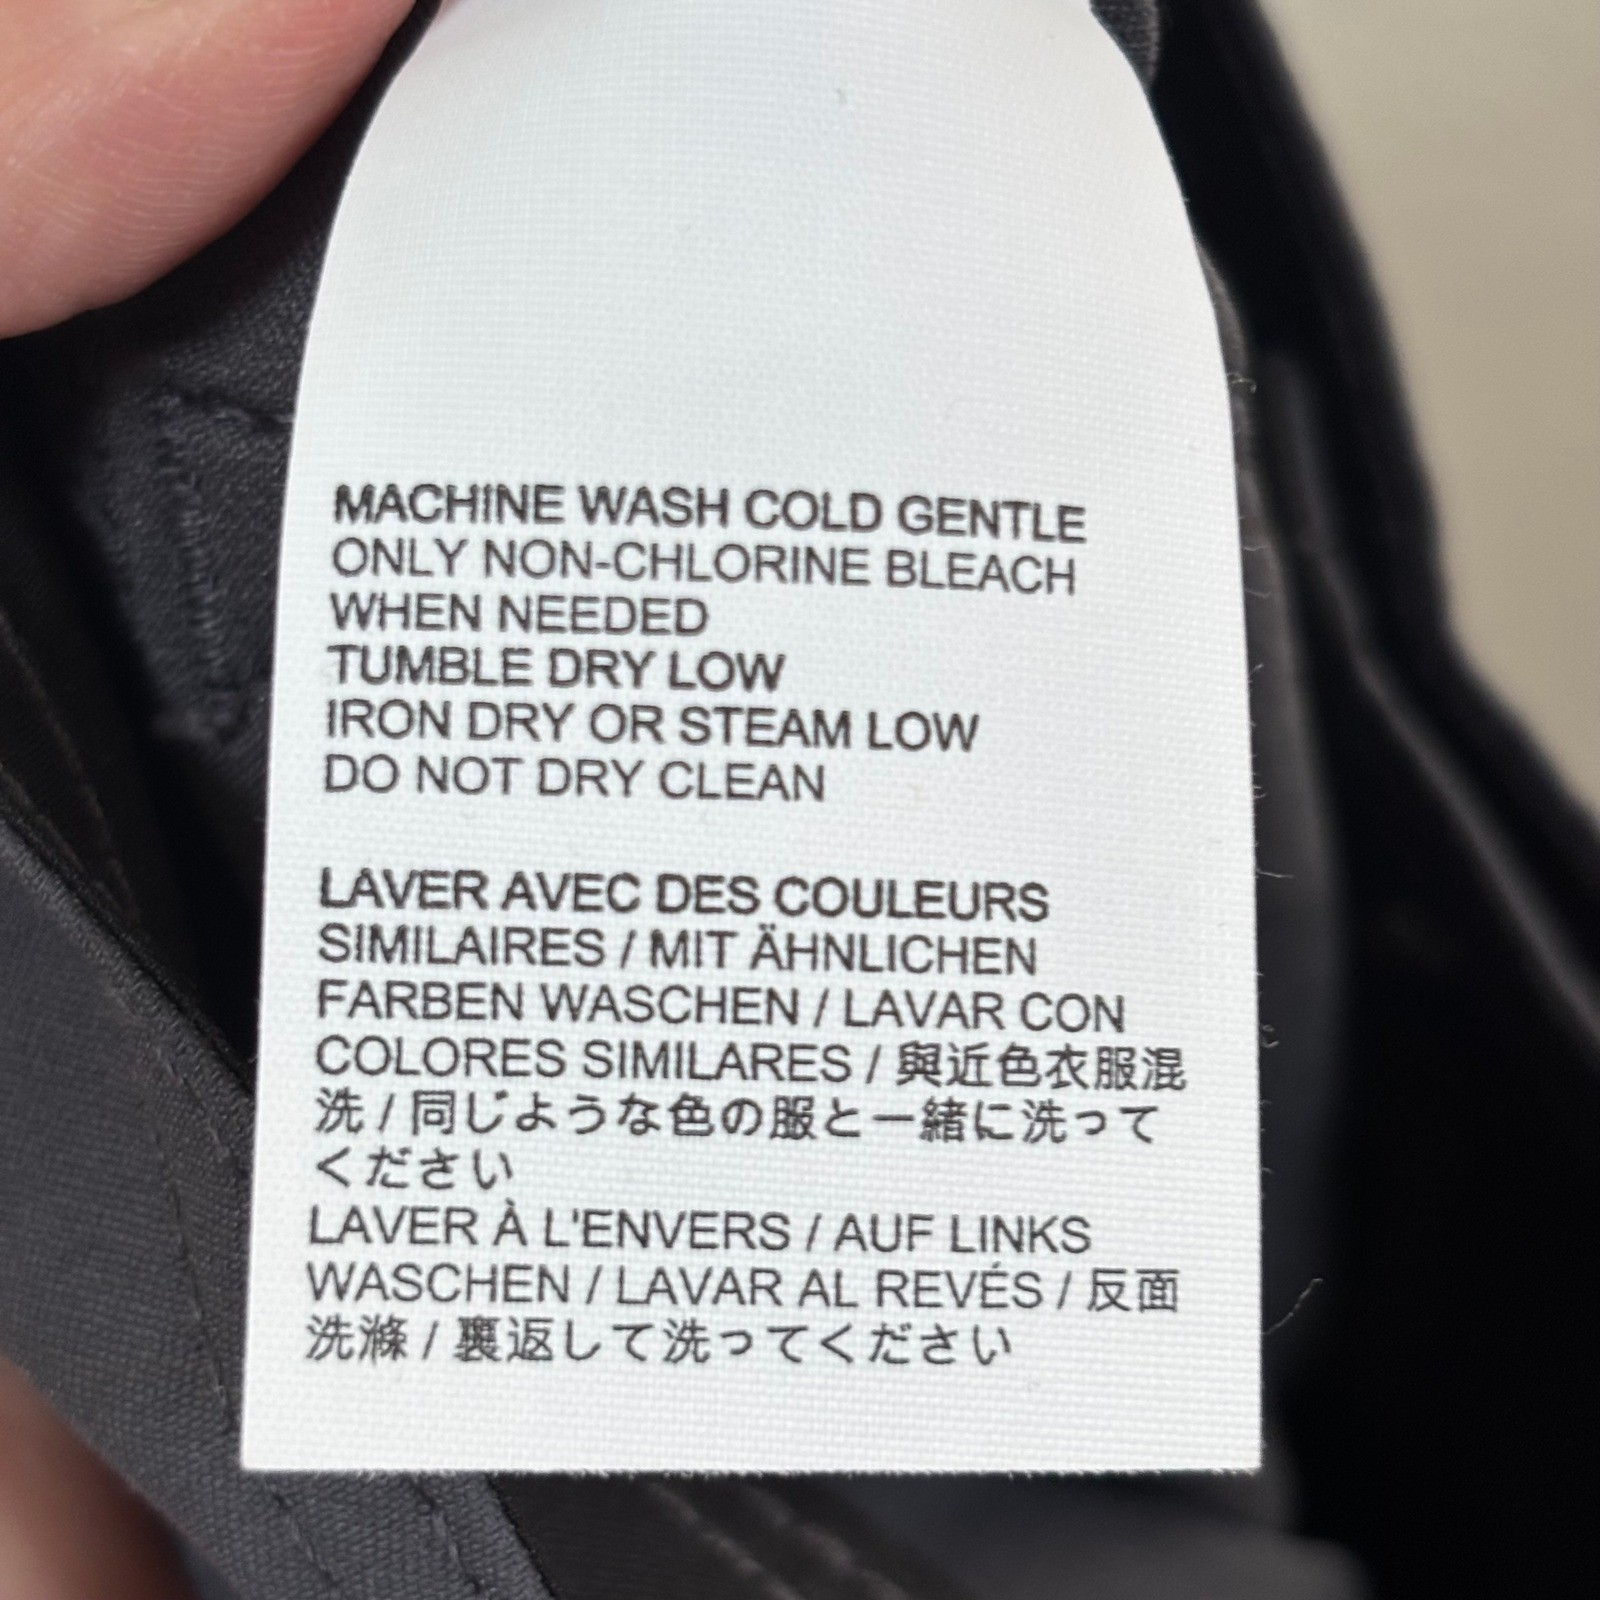 MACHINE WASH COLD GENTLE
ONLY NON-CHLORINE BLEACH
WHEN NEEDED
TUMBLE DRY LOW
IRON DRY OR STEAM LOW
DO NOT DRY CLEAN
LAVER AVEC DES COULEURS
SIMILAIRES / MIT ÄHNLICHEN
FARBEN WASCHEN / LAVAR CON
COLORES SIMILARES / 與近色衣服混
洗 / 同じような色の服と一緒に洗って
ください
LAVER À L'ENVERS / AUF LINKS
WASCHEN / LAVAR AL REVÉS / 反面
洗滌 / 裏返して洗ってください